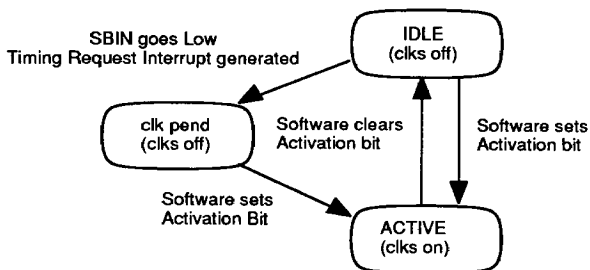 SBIN goes Low
Timing Request Interrupt generated
IDLE
(clks off)
clk pend
(clks off)
Software clears
Activation bit
Software sets
Activation bit
Software sets
Activation Bit
ACTIVE
(clks on)